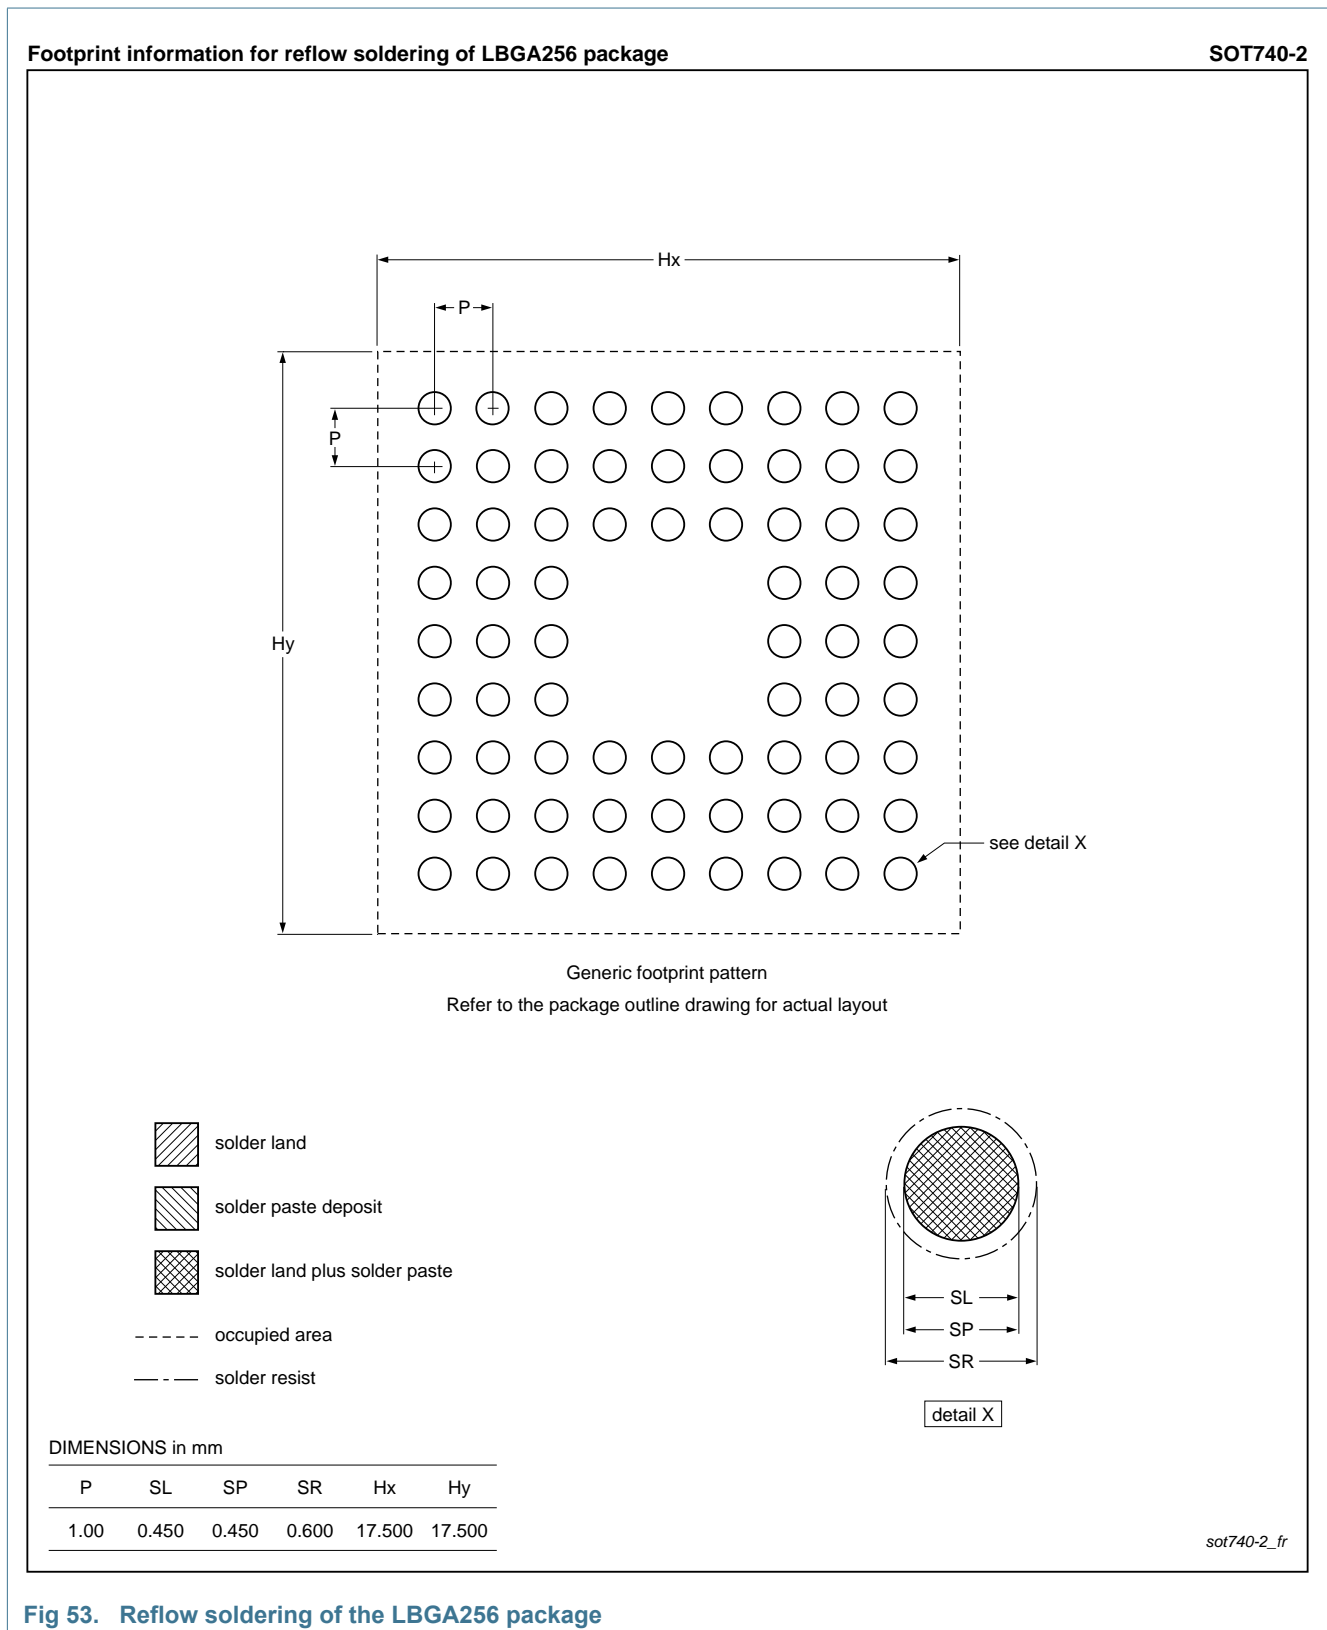 Footprint information for reflow soldering of LBGA256 package SOT740-2
Hx
P
P
Hy
see detail X
Generic footprint pattern
Refer to the package outline drawing for actual layout
solder land
solder paste deposit
solder land plus solder paste
SL
SP
occupied area
SR
solder resist
detail X
DIMENSIONS in mm
P SL SP SR Hx Hy
1.00 0.450 0.450 0.600 17.500 17.500
sot740-2_fr
Fig 53. Reflow soldering of the LBGA256 package